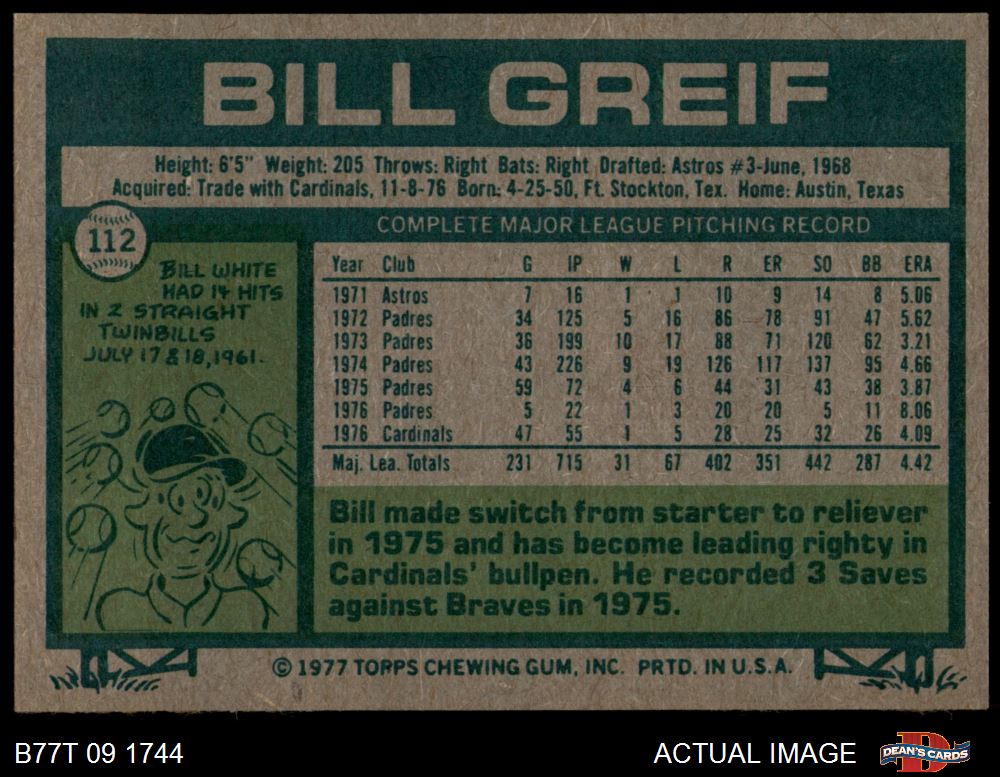 BILL GREIF
Height: 6'5" Weight: 205 Throws: Right Bats: Right Drafted: Astros #3-June, 1968
Acquired: Trade with Cardinals, 11-8-76 Born: 4-25-50, Ft. Stockton, Tex. Home: Austin, Texas
112
BILL WHITE
HAD 14 HITS
IN 2 STRAIGHT
TWINBILLS
JULY 17 & 18, 1961.
COMPLETE MAJOR LEAGUE PITCHING RECORD
Year Club G IP W L R ER SO BB ERA
1971 Astros 7 16 1 1 10 9 14 8 5.06
1972 Padres 34 125 5 16 86 78 91 47 5.62
1973 Padres 36 199 10 17 88 71 120 62 3.21
1974 Padres 43 226 9 19 126 117 137 95 4.66
1975 Padres 59 72 4 6 44 31 43 38 3.87
1976 Padres 5 22 1 3 20 20 5 11 8.06
1976 Cardinals 47 55 1 5 28 25 32 26 4.09
Maj. Lea. Totals 231 715 31 67 402 351 442 287 4.42
Bill made switch from starter to reliever
in 1975 and has become leading righty in
Cardinals' bullpen. He recorded 3 Saves
against Braves in 1975.
© 1977 TOPPS CHEWING GUM, INC. PRTD. IN U.S.A.
B77T 09 1744
ACTUAL IMAGE
D
DEAN'S CARDS